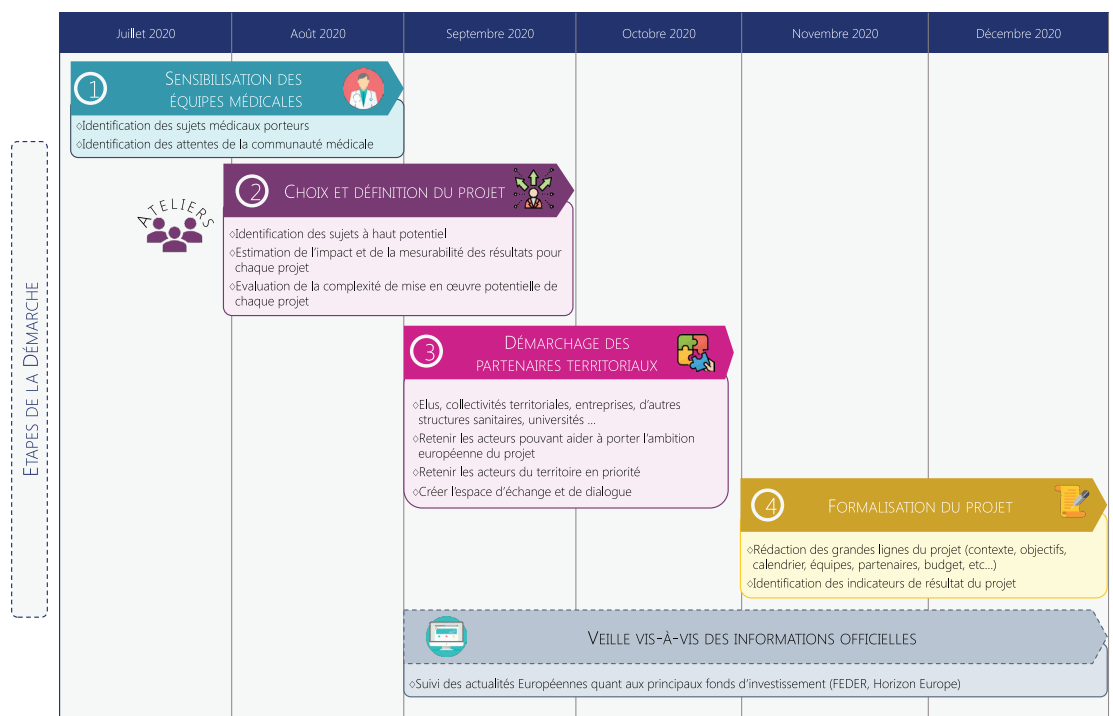 Juillet 2020
Août 2020
Septembre 2020
Octobre 2020
Novembre 2020
Décembre 2020
ETAPES DE LA DÉMARCHE
1
SENSIBILISATION DES
ÉQUIPES MÉDICALES
◇Identification des sujets médicaux porteurs
◇Identification des attentes de la communauté médicale
ATELIERS
2
CHOIX ET DÉFINITION DU PROJET
◇Identification des sujets à haut potentiel
◇Estimation de l'impact et de la mesurabilité des résultats pour
chaque projet
◇Evaluation de la complexité de mise en œuvre potentielle de
chaque projet
3
DÉMARCHAGE DES
PARTENAIRES TERRITORIAUX
◇Elus, collectivités territoriales, entreprises, d'autres
structures sanitaires, universités ...
◇Retenir les acteurs pouvant aider à porter l'ambition
européenne du projet
◇Retenir les acteurs du territoire en priorité
◇Créer l'espace d'échange et de dialogue
4
FORMALISATION DU PROJET
◇Rédaction des grandes lignes du projet (contexte, objectifs,
calendrier, équipes, partenaires, budget, etc...)
◇Identification des indicateurs de résultat du projet
VEILLE VIS-À-VIS DES INFORMATIONS OFFICIELLES
◇Suivi des actualités Européennes quant aux principaux fonds d'investissement (FEDER, Horizon Europe)